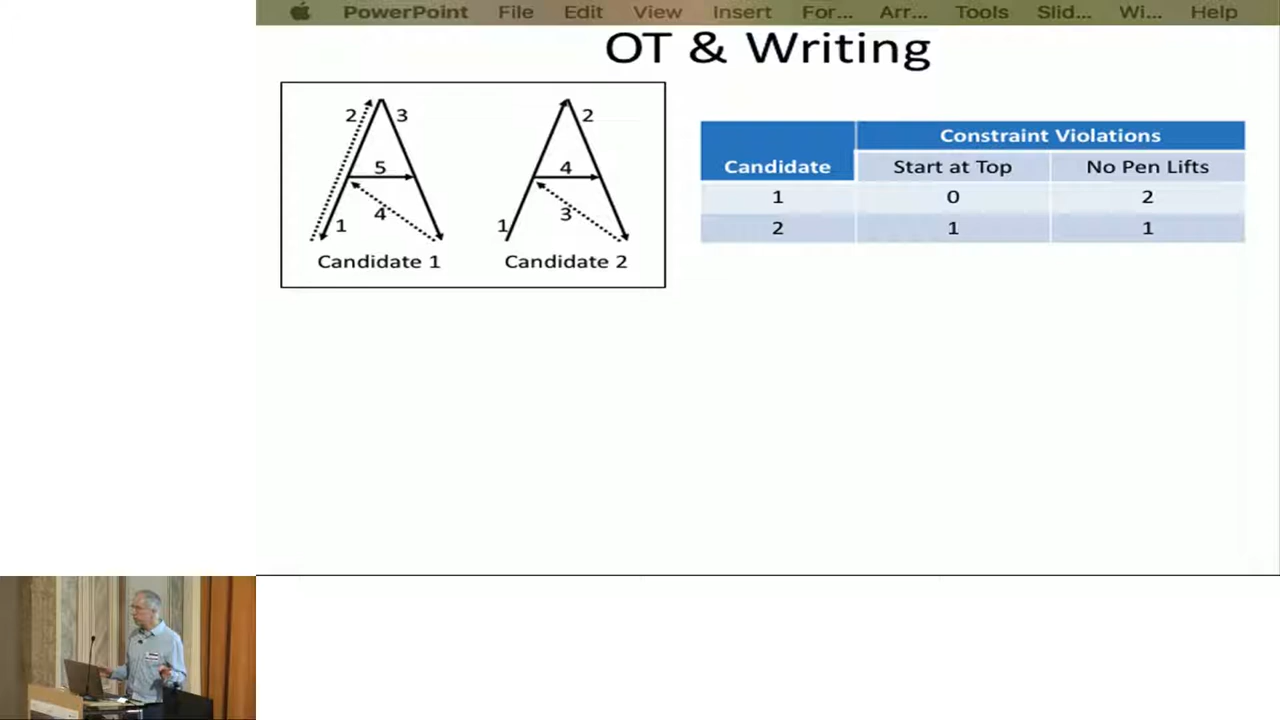 PowerPoint File Edit View Insert For... Arr... Tools Slid... Wi... Help
OT & Writing
2 3
5
4
1
Candidate 1
2
4
3
1
Candidate 2
Constraint Violations
Candidate Start at Top No Pen Lifts
1 0 2
2 1 1